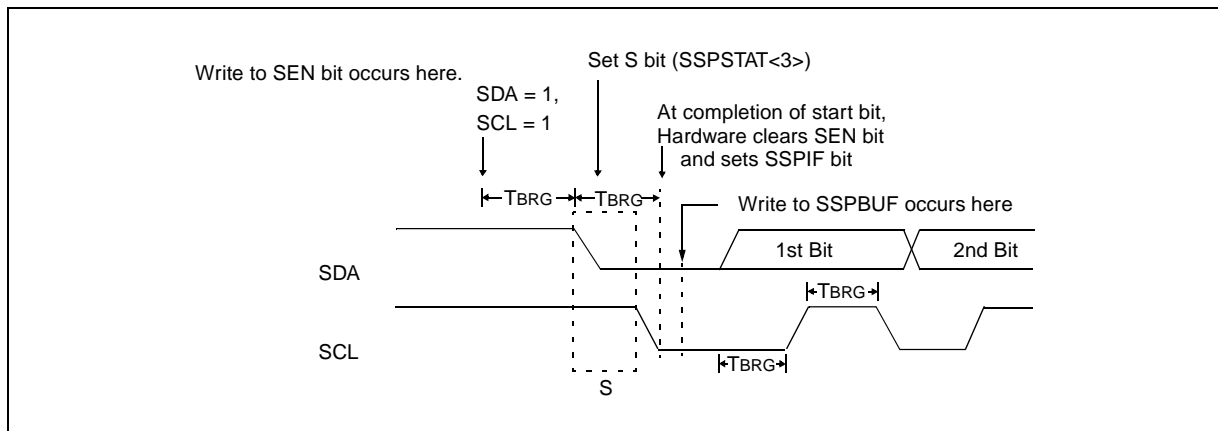 Set S bit (SSPSTAT<3>)
Write to SEN bit occurs here.
SDA = 1,
SCL = 1
At completion of start bit,
Hardware clears SEN bit
and sets SSPIF bit
TBRG
TBRG
Write to SSPBUF occurs here
1st Bit
2nd Bit
SDA
TBRG
SCL
TBRG
S